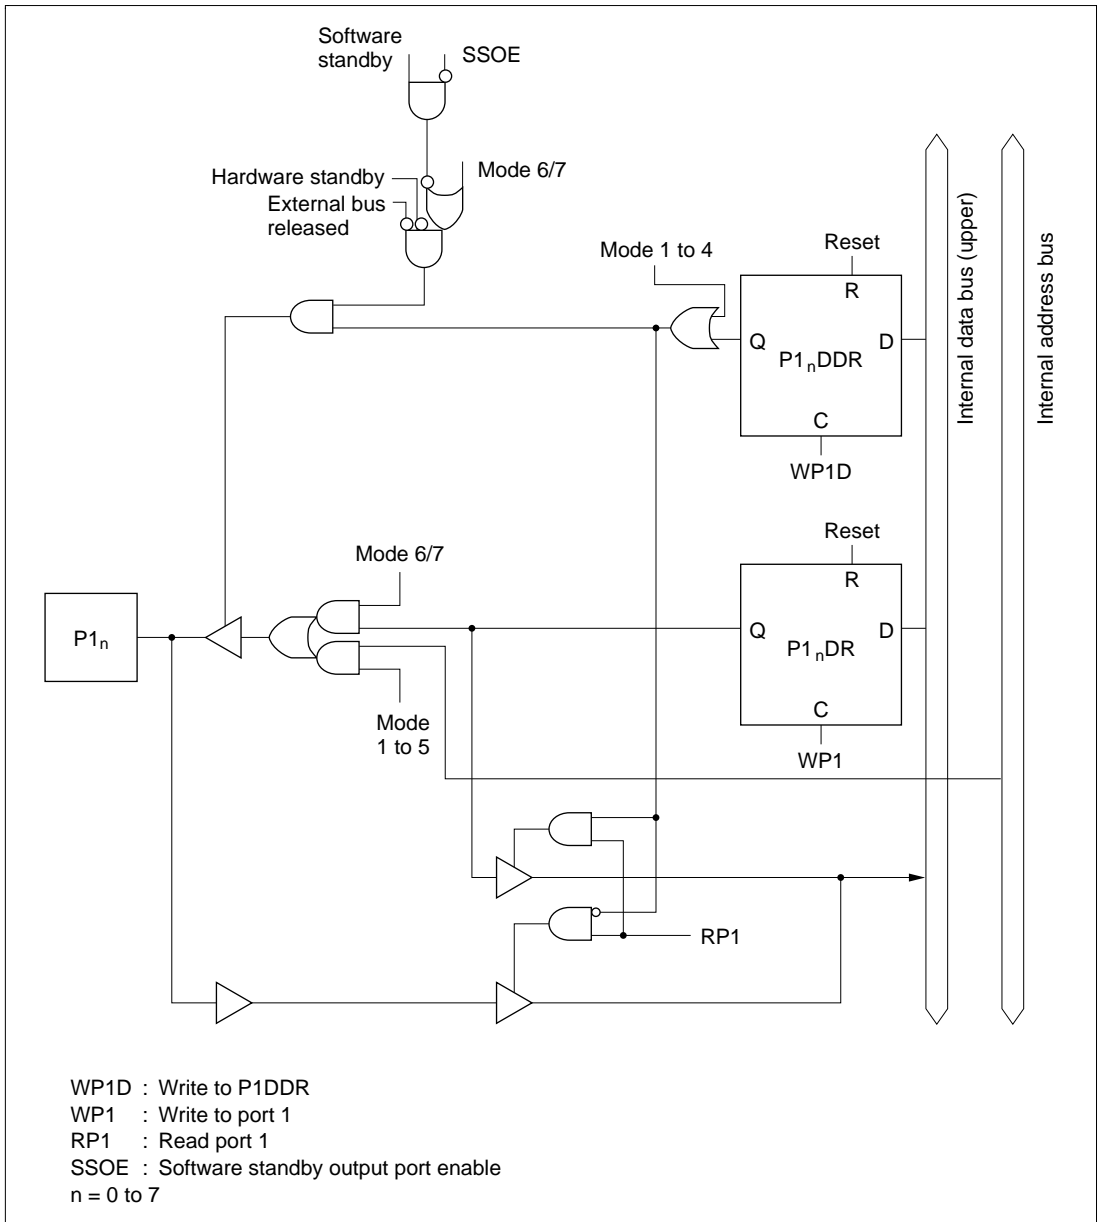 Software
standby
SSOE
Mode 6/7
Hardware standby
External bus
released
Mode 1 to 4
Reset
R
Q
D
P1nDDR
C
WP1D
Internal data bus (upper)
Internal address bus
Reset
Mode 6/7
R
P1n
Q
D
P1nDR
C
Mode
1 to 5
WP1
RP1
WP1D : Write to P1DDR
WP1 : Write to port 1
RP1 : Read port 1
SSOE : Software standby output port enable
n = 0 to 7